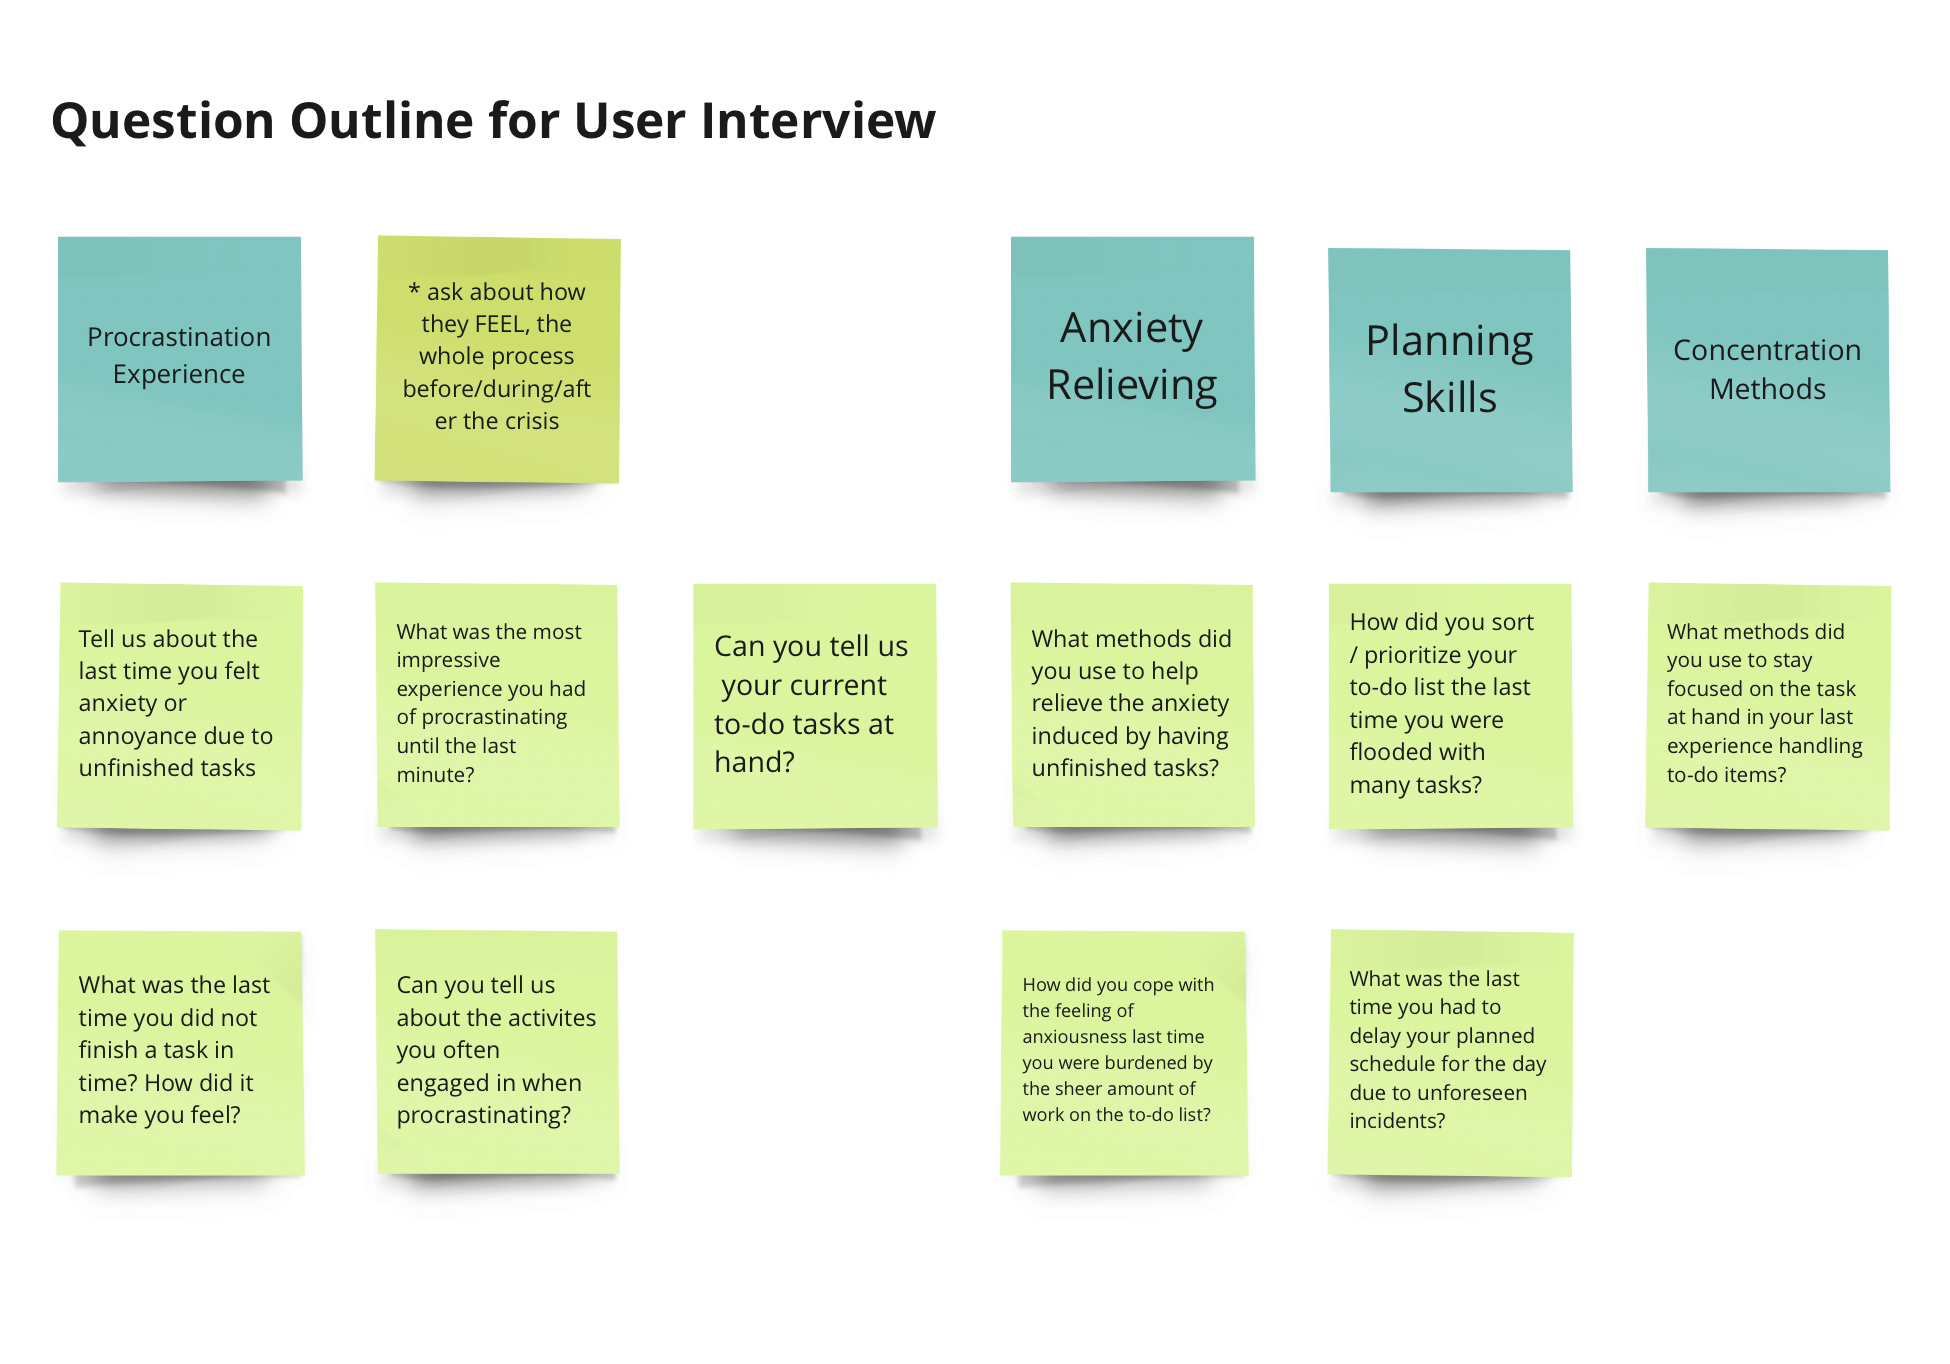 Question Outline for User Interview
Procrastination
Experience
* ask about how
they FEEL, the
whole process
before/during/aft
er the crisis
Anxiety
Relieving
Planning
Skills
Concentration
Methods
Tell us about the
last time you felt
anxiety or
annoyance due to
unfinished tasks
What was the most
impressive
experience you had
of procrastinating
until the last
minute?
Can you tell us
your current
to-do tasks at
hand?
What methods did
you use to help
relieve the anxiety
induced by having
unfinished tasks?
How did you sort
/ prioritize your
to-do list the last
time you were
flooded with
many tasks?
What methods did
you use to stay
focused on the task
at hand in your last
experience handling
to-do items?
What was the last
time you did not
finish a task in
time? How did it
make you feel?
Can you tell us
about the activites
you often
engaged in when
procrastinating?
How did you cope with
the feeling of
anxiousness last time
you were burdened by
the sheer amount of
work on the to-do list?
What was the last
time you had to
delay your planned
schedule for the day
due to unforeseen
incidents?